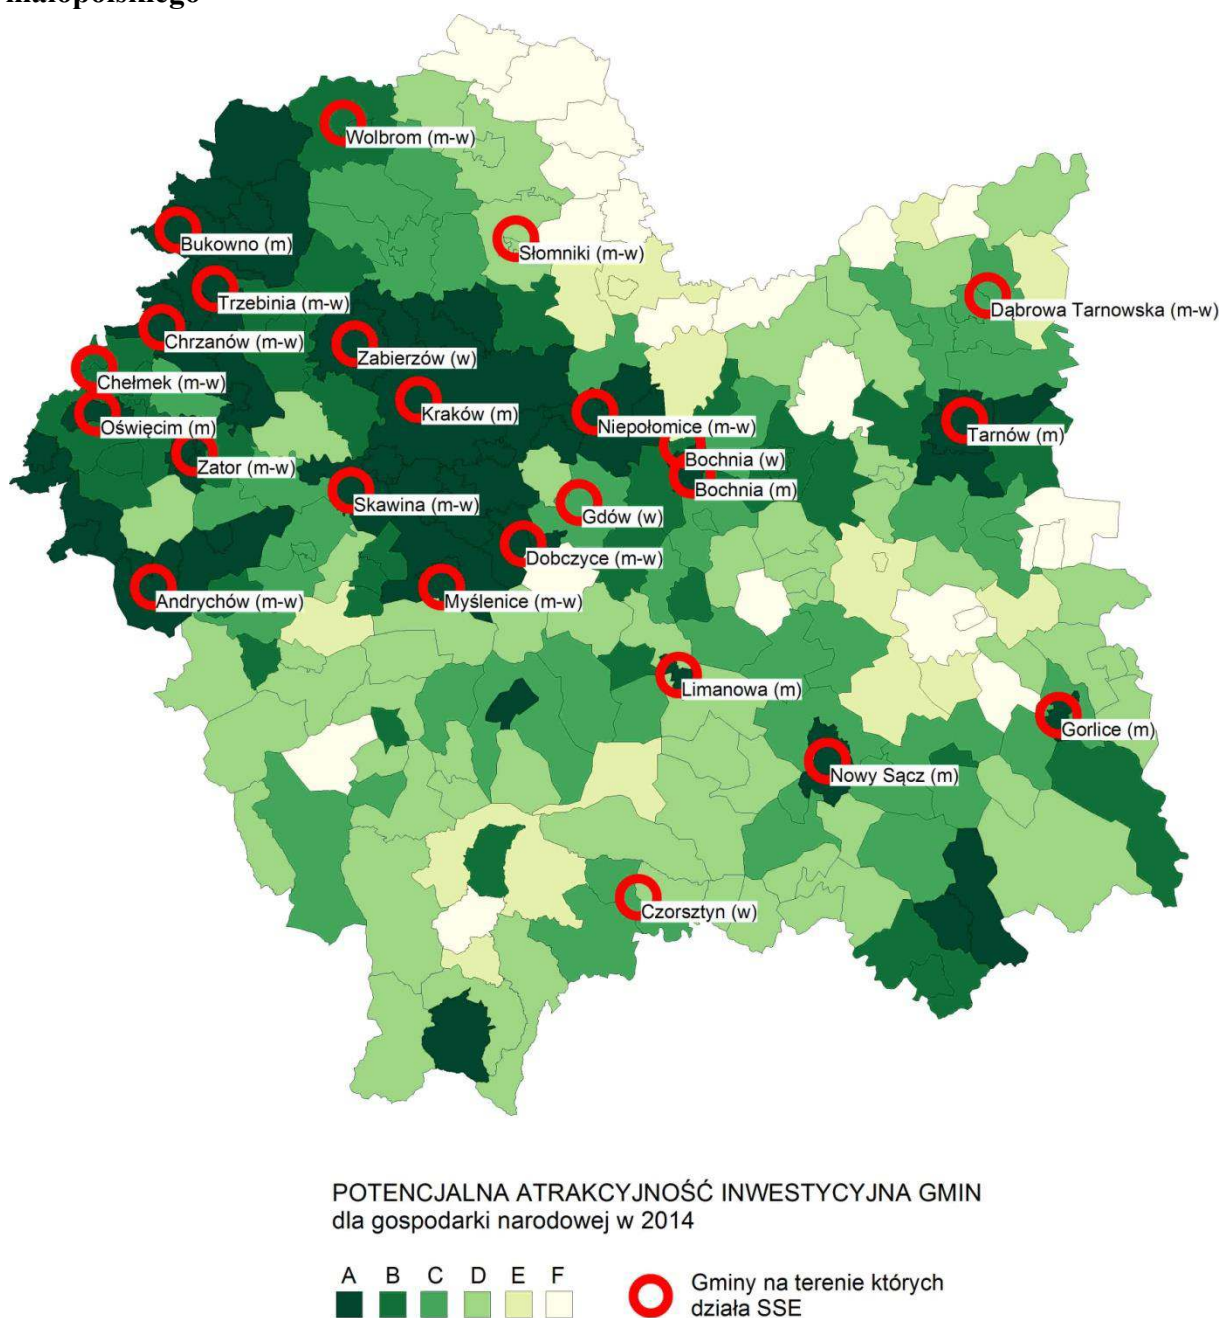 małopolskiego
Wolbrom (m-w)
Bukowno (m)
Słomniki (m-w)
Trzebinia (m-w)
Dąbrowa Tarnowska (m-w)
Chrzanów (m-w)
Zabierzów (w)
Chełmek (m-w)
Kraków (m)
Oświęcim (m)
Niepołomice (m-w)
Tarnów (m)
Zator (m-w)
Bochnia (w)
Bochnia (m)
Skawina (m-w)
Gdów (w)
Dobczyce (m-w)
Andrychów (m-w)
Myślenice (m-w)
Limanowa (m)
Gorlice (m)
Nowy Sącz (m)
Czorsztyn (w)
POTENCJALNA ATRAKCYJNOŚĆ INWESTYCYJNA GMIN
dla gospodarki narodowej w 2014
A B C D E F
Gminy na terenie których
działa SSE